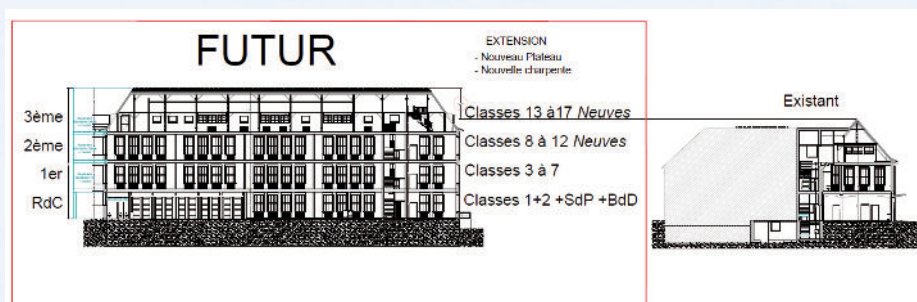 FUTUR
EXTENSION
- Nouveau Plateau
- Nouvelle charpente
3ème
Classes 13 à17 Neuves
Existant
2ème
Classes 8 à 12 Neuves
1er
Classes 3 à 7
RdC
Classes 1+2 +SdP +BdD